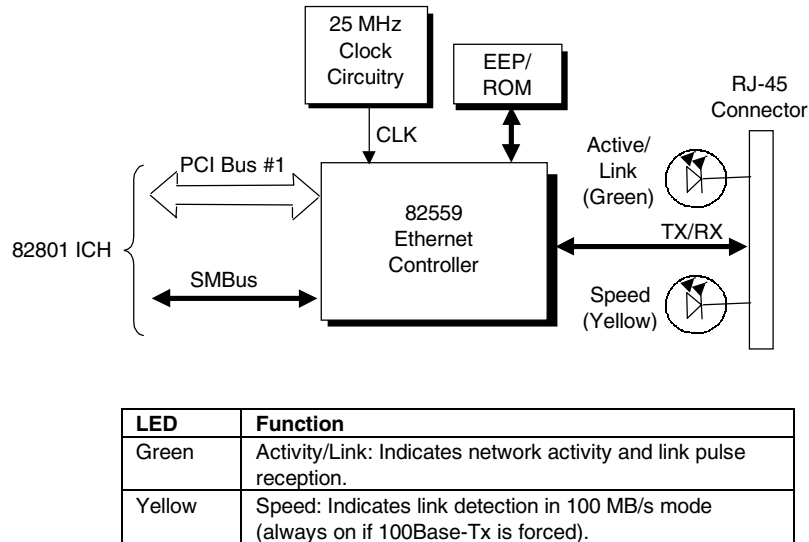 25 MHz
Clock
Circuitry
EEP/
ROM
RJ-45
Connector
CLK
Active/
Link
(Green)
PCI Bus #1
82559
Ethernet
Controller
TX/RX
82801 ICH
SMBus
Speed
(Yellow)
LED Function
Green Activity/Link: Indicates network activity and link pulse
reception.
Yellow Speed: Indicates link detection in 100 MB/s mode
(always on if 100Base-Tx is forced).